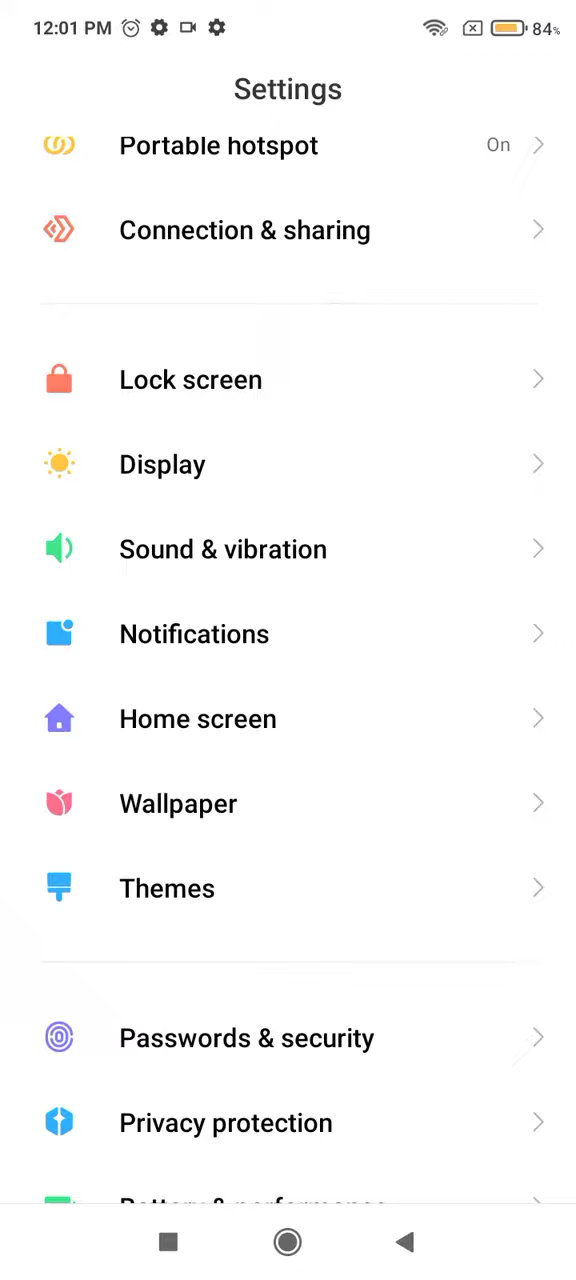 12:01 PM 84%
Settings
Portable hotspot On
Connection & sharing
Lock screen
Display
Sound & vibration
Notifications
Home screen
Wallpaper
Themes
Passwords & security
Privacy protection
Battery & performance